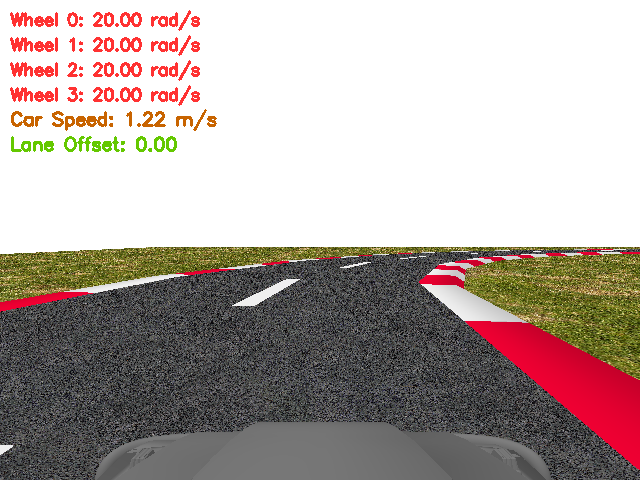 Wheel 0: 20.00 rad/s
Wheel 1: 20.00 rad/s
Wheel 2: 20.00 rad/s
Wheel 3: 20.00 rad/s
Car Speed: 1.22 m/s
Lane Offset: 0.00